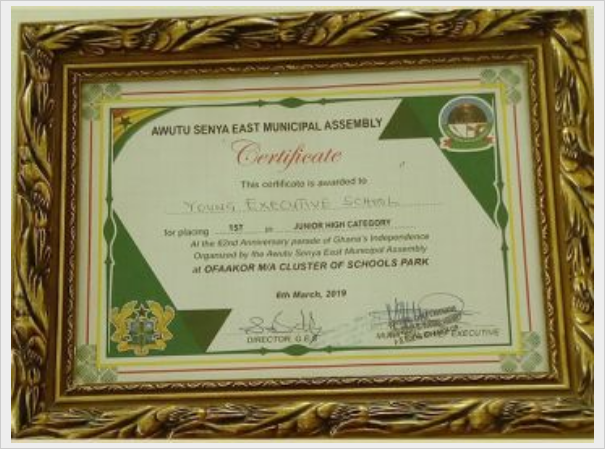 AWUTU SENYA EAST MUNICIPAL ASSEMBLY
Certificate
This certificate is awarded to
YOUNG EXECUTIVE SCHOOL
for placing 1ST in JUNIOR HIGH CATEGORY
At the 62nd Anniversary parade of Ghana's Independence
Organized by the Awutu Senya East Municipal Assembly
at OFAAKOR M/A CLUSTER OF SCHOOLS PARK
6th March, 2019
DIRECTOR, G.E.S
EXECUTIVE